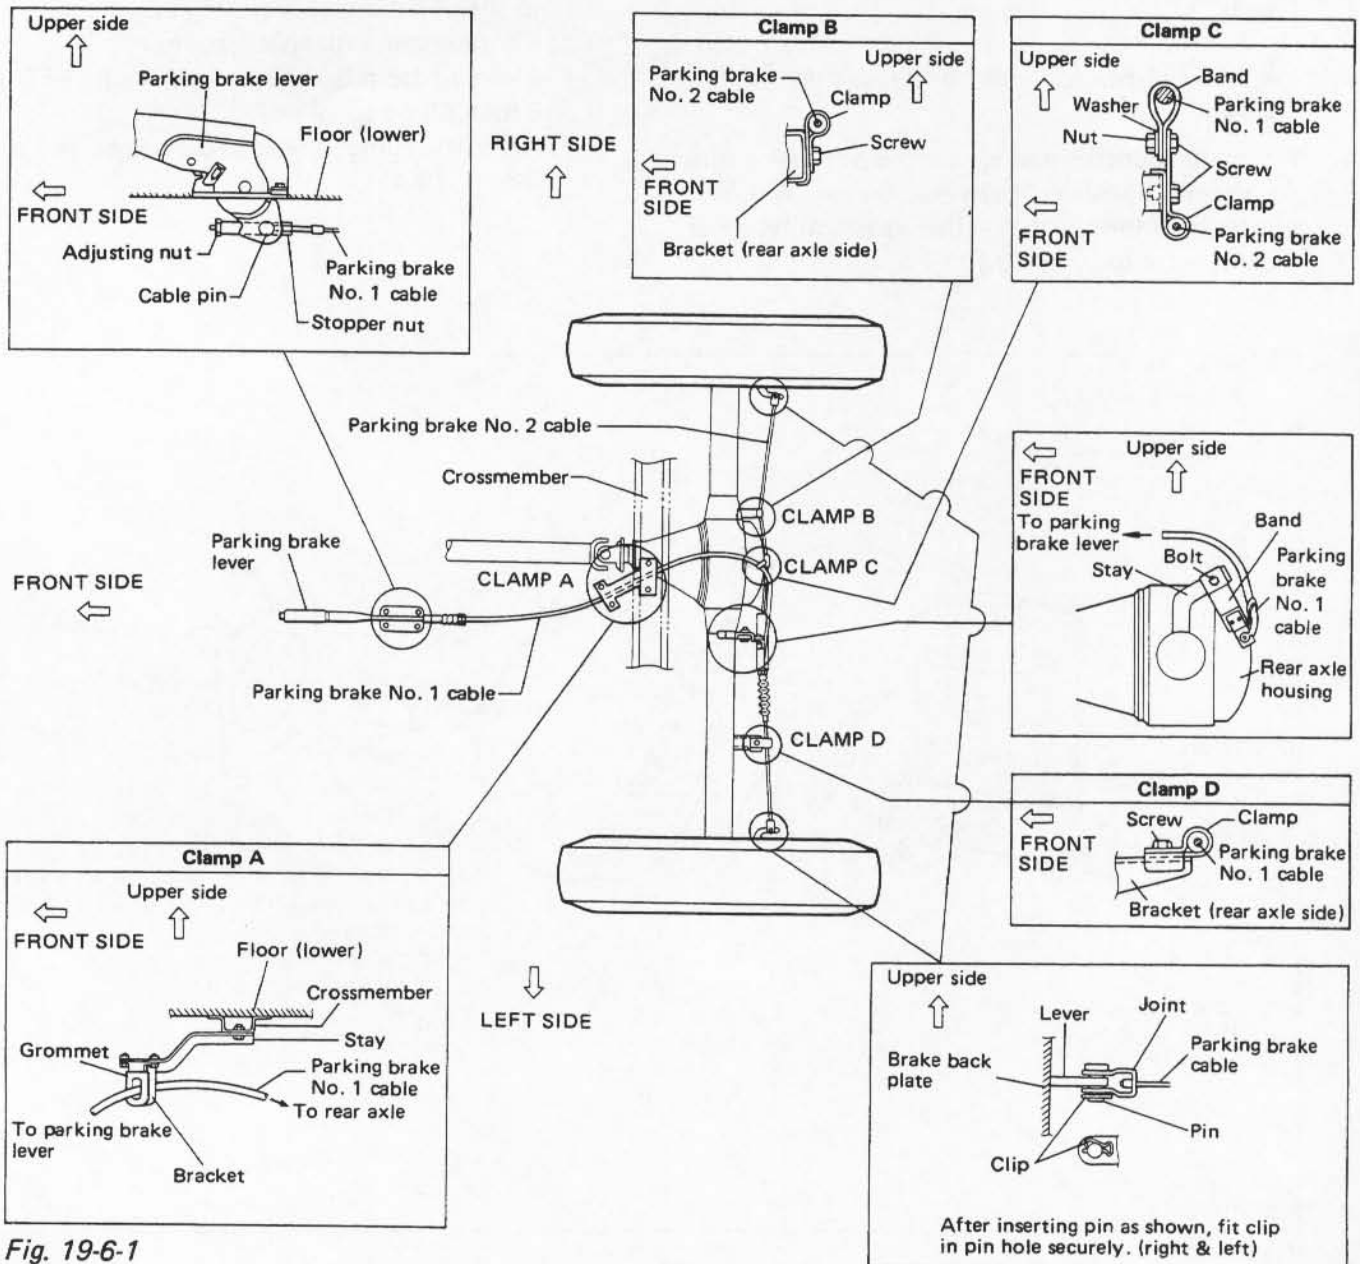 Upper side
Parking brake lever
Floor (lower)
FRONT SIDE
Adjusting nut
Parking brake
No. 1 cable
Cable pin
Stopper nut
RIGHT SIDE
Clamp B
Upper side
Parking brake
No. 2 cable
Clamp
Screw
FRONT
SIDE
Bracket (rear axle side)
Clamp C
Upper side
Band
Washer
Parking brake
No. 1 cable
Nut
Screw
Clamp
FRONT
SIDE
Parking brake
No. 2 cable
Parking brake No. 2 cable
Crossmember
CLAMP B
Parking brake
lever
CLAMP A
CLAMP C
FRONT SIDE
Parking brake No. 1 cable
CLAMP D
FRONT
SIDE
Upper side
To parking
brake lever
Band
Bolt
Stay
Parking
brake
No. 1
cable
Rear axle
housing
Clamp D
FRONT
SIDE
Screw
Clamp
Parking brake
No. 1 cable
Bracket (rear axle side)
Clamp A
Upper side
FRONT SIDE
Floor (lower)
Crossmember
Grommet
Stay
Parking brake
No. 1 cable
To rear axle
To parking brake
lever
Bracket
LEFT SIDE
Upper side
Lever
Joint
Brake back
plate
Parking brake
cable
Pin
Clip
After inserting pin as shown, fit clip
in pin hole securely. (right & left)
Fig. 19-6-1